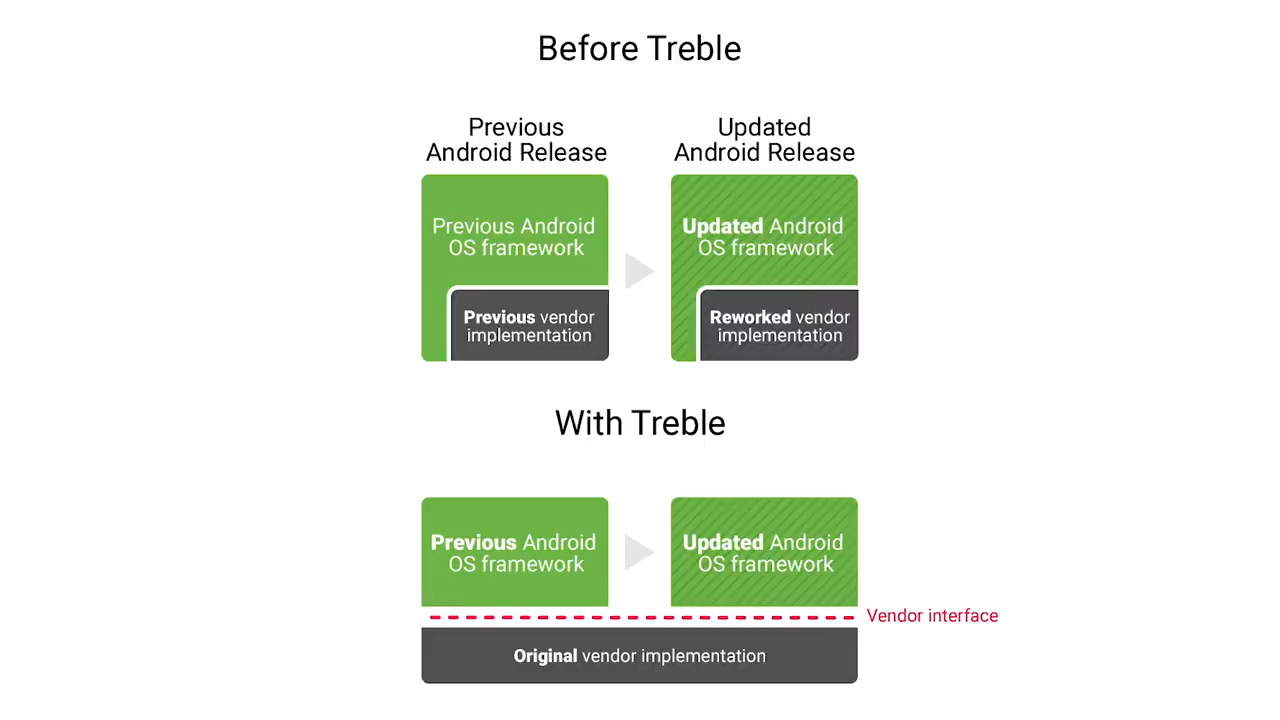 Before Treble
Previous
Android Release
Updated
Android Release
Previous Android
OS framework
Previous vendor
implementation
Updated Android
OS framework
Reworked vendor
implementation
With Treble
Previous Android
OS framework
Updated Android
OS framework
Vendor interface
Original vendor implementation